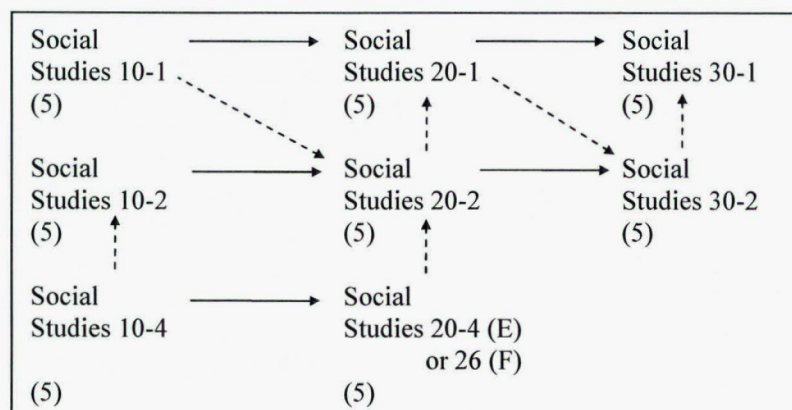 Social
Studies 10-1
(5)
Social
Studies 20-1
(5)
Social
Studies 30-1
(5)
Social
Studies 10-2
(5)
Social
Studies 20-2
(5)
Social
Studies 30-2
(5)
Social
Studies 10-4
(5)
Social
Studies 20-4 (E)
or 26 (F)
(5)